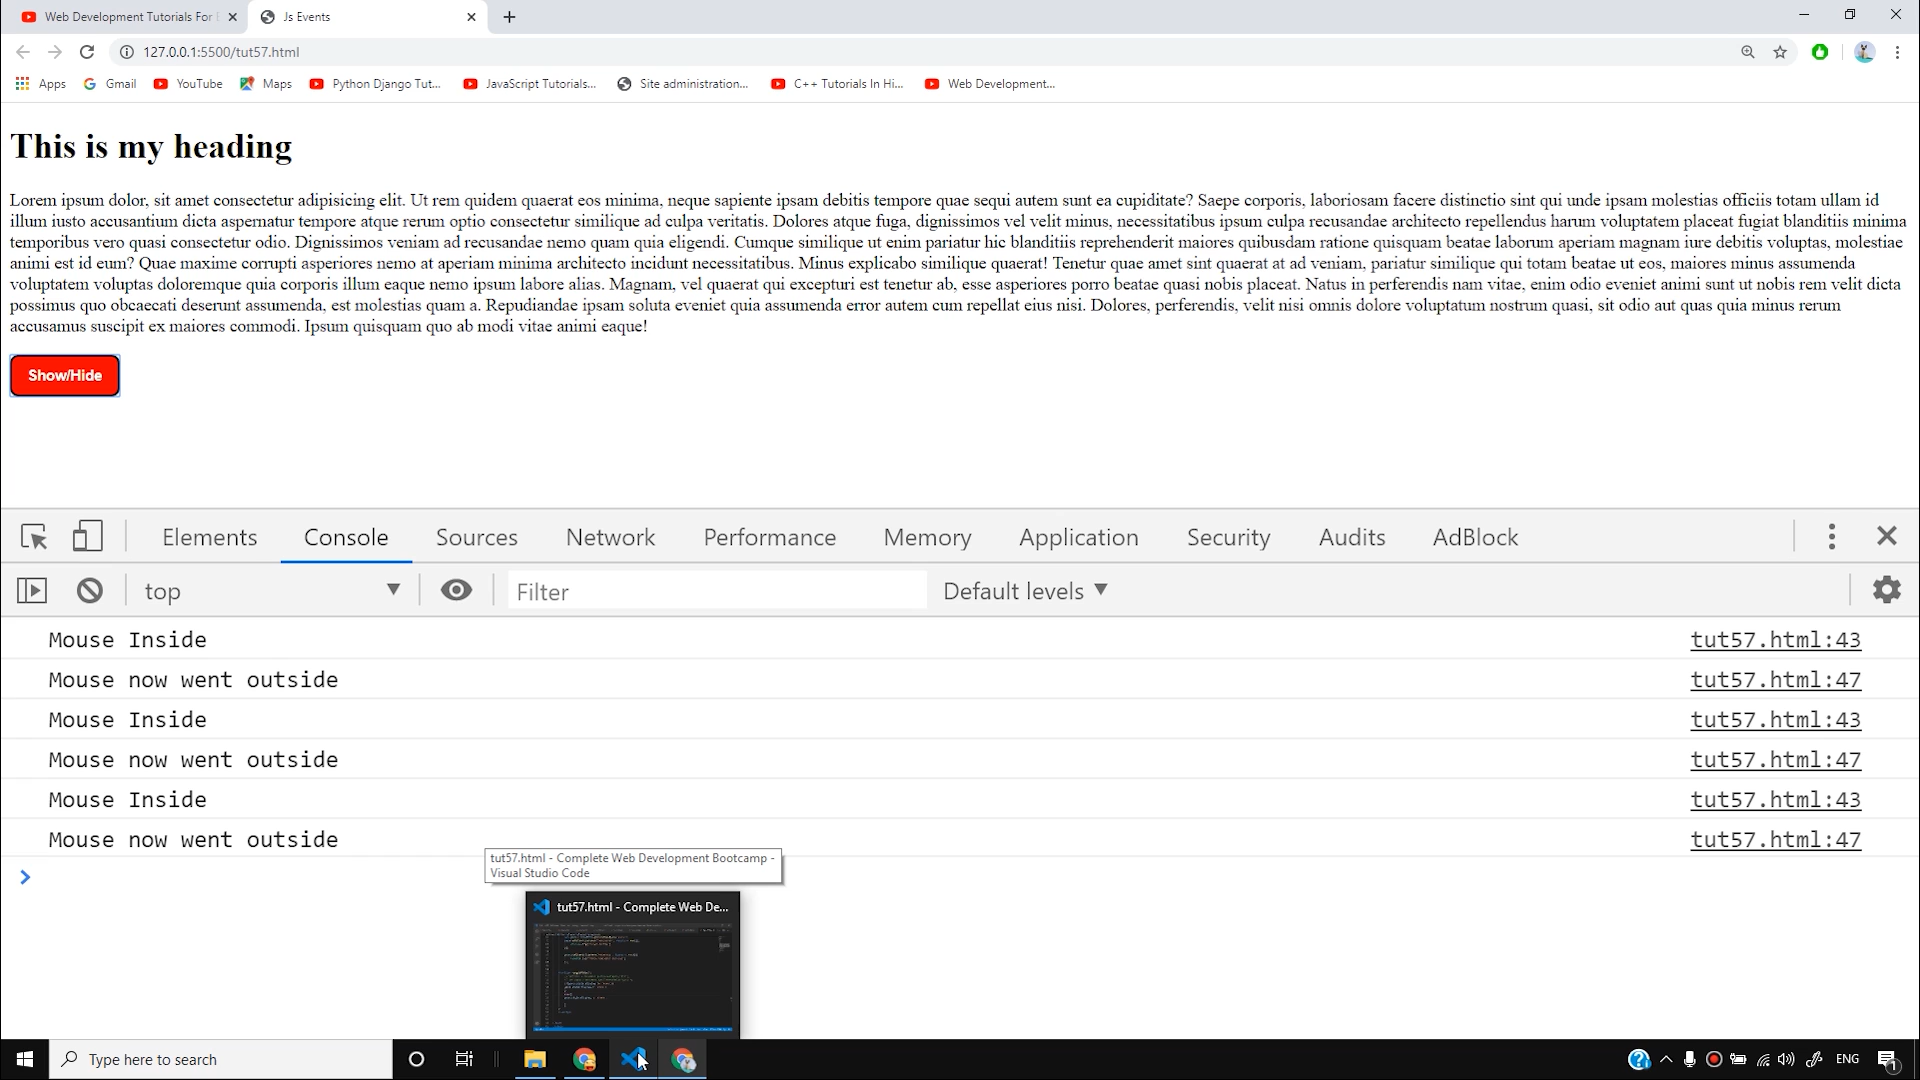 Web Development Tutorials For
Js Events
127.0.0.1:5500/tut57.html
Apps
Gmail
YouTube
Maps
Python Django Tut...
JavaScript Tutorials...
Site administration...
C++ Tutorials In Hi...
Web Development...
This is my heading
Lorem ipsum dolor, sit amet consectetur adipisicing elit. Ut rem quidem quaerat eos minima, neque sapiente ipsam debitis tempore quae sequi autem sunt ea cupiditate? Saepe corporis, laboriosam facere distinctio sint qui unde ipsam molestias officiis totam ullam id
illum iusto accusantium dicta aspernatur tempore atque rerum optio consectetur similique ad culpa veritatis. Dolores atque fuga, dignissimos vel velit minus, necessitatibus ipsum culpa recusandae architecto repellendus harum voluptatem placeat fugiat blanditiis minima
temporibus vero quasi consectetur odio. Dignissimos veniam ad recusandae nemo quam quia eligendi. Cumque similique ut enim pariatur hic blanditiis reprehenderit maiores quibusdam ratione quisquam beatae laborum aperiam magnam iure debitis voluptas, molestiae
animi est id eum? Quae maxime corrupti asperiores nemo at aperiam minima architecto incidunt necessitatibus. Minus explicabo similique quaerat! Tenetur quae amet sint quaerat at ad veniam, pariatur similique qui totam beatae ut eos, maiores minus assumenda
voluptatem voluptas doloremque quia corporis illum eaque nemo ipsum labore alias. Magnam, vel quaerat qui excepturi est tenetur ab, esse asperiores porro beatae quasi nobis placeat. Natus in perferendis nam vitae, enim odio eveniet animi sunt ut nobis rem velit dicta
possimus quo obcaecati deserunt assumenda, est molestias quam a. Repudiandae ipsam soluta eveniet quia assumenda error autem cum repellat eius nisi. Dolores, perferendis, velit nisi omnis dolore voluptatum nostrum quasi, sit odio aut quas quia minus rerum
accusamus suscipit ex maiores commodi. Ipsum quisquam quo ab modi vitae animi eaque!
Show/Hide
Elements
Console
Sources
Network
Performance
Memory
Application
Security
Audits
AdBlock
top
Filter
Default levels
Mouse Inside
tut57.html:43
Mouse now went outside
tut57.html:47
Mouse Inside
tut57.html:43
Mouse now went outside
tut57.html:47
Mouse Inside
tut57.html:43
Mouse now went outside
tut57.html:47
tut57.html - Complete Web Development Bootcamp -
Visual Studio Code
tut57.html - Complete Web De...
Type here to search
ENG
1